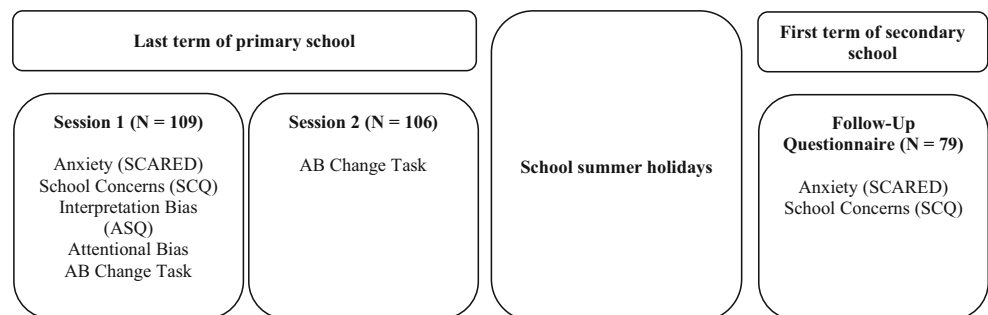 Last term of primary school
First term of secondary
school
Session 1 (N = 109)
Anxiety (SCARED)
School Concerns (SCQ)
Interpretation Bias
(ASQ)
Attentional Bias
AB Change Task
Session 2 (N = 106)
AB Change Task
School summer holidays
Follow-Up
Questionnaire (N = 79)
Anxiety (SCARED)
School Concerns (SCQ)